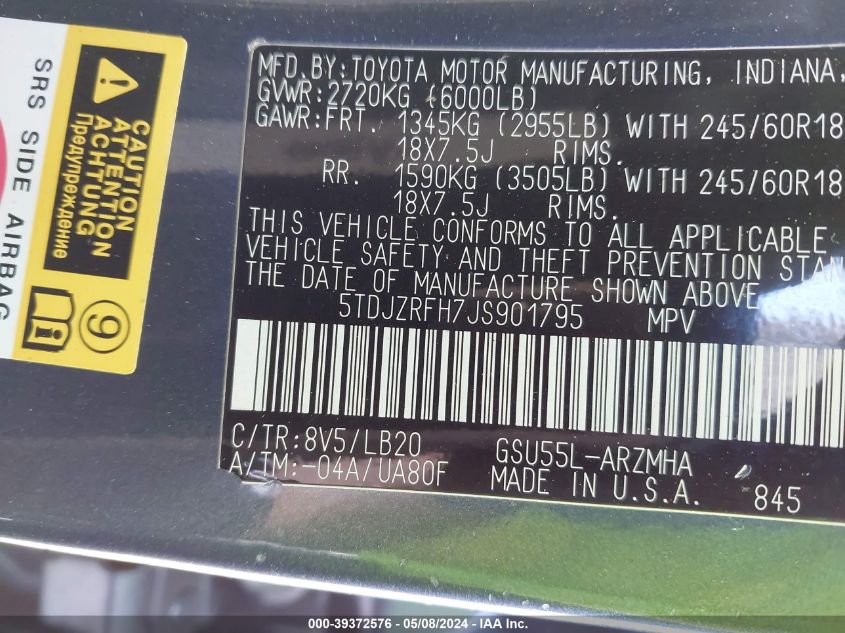 MFD. BY: TOYOTA MOTOR MANUFACTURING, INDIANA,
GVWR: 2720KG (6000LB)
GAWR: FRT. 1345KG (2955LB) WITH 245/60R18
18X7.5J RIMS.
RR. 1590KG (3505LB) WITH 245/60R18
18X7.5J RIMS.
THIS VEHICLE CONFORMS TO ALL APPLICABLE
VEHICLE SAFETY AND THEFT PREVENTION STAN
THE DATE OF MANUFACTURE SHOWN ABOVE.
5TDJZRFH7JS901795 MPV
C/TR: 8V5/LB20 GSU55L-ARZMHA
A/TM: -04A/UA80F MADE IN U.S.A. 845
CAUTION
ATTENTION
ACHTUNG
Предупреждение
SRS SIDE AIRBAG
9
000-39372576 - 05/08/2024 - IAA Inc.